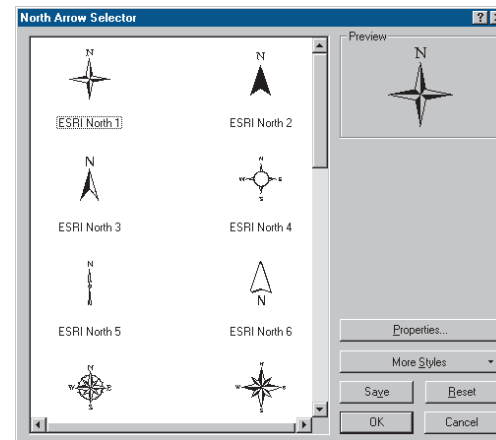 North Arrow Selector
Preview
N
N
N
ESRI North 1
ESRI North 2
N
N
W E
S
ESRI North 3
ESRI North 4
N
N
ESRI North 5
ESRI North 6
Properties...
N
W E
S
N
W E
S
More Styles
Save
Reset
OK
Cancel